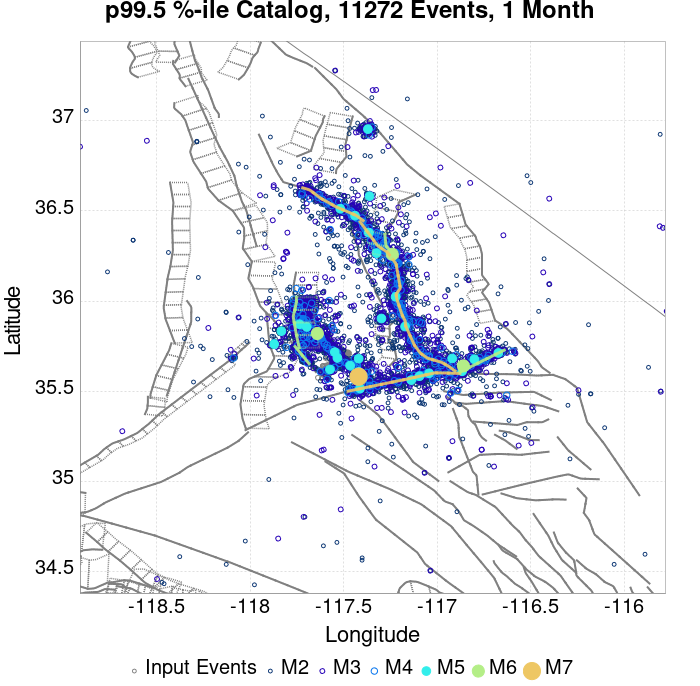 p99.5 %-ile Catalog, 11272 Events, 1 Month
Latitude
37
36.5
36
35.5
35
34.5
-118.5 -118 -117.5 -117 -116.5 -116
Longitude
Input Events M2 M3 M4 M5 M6 M7